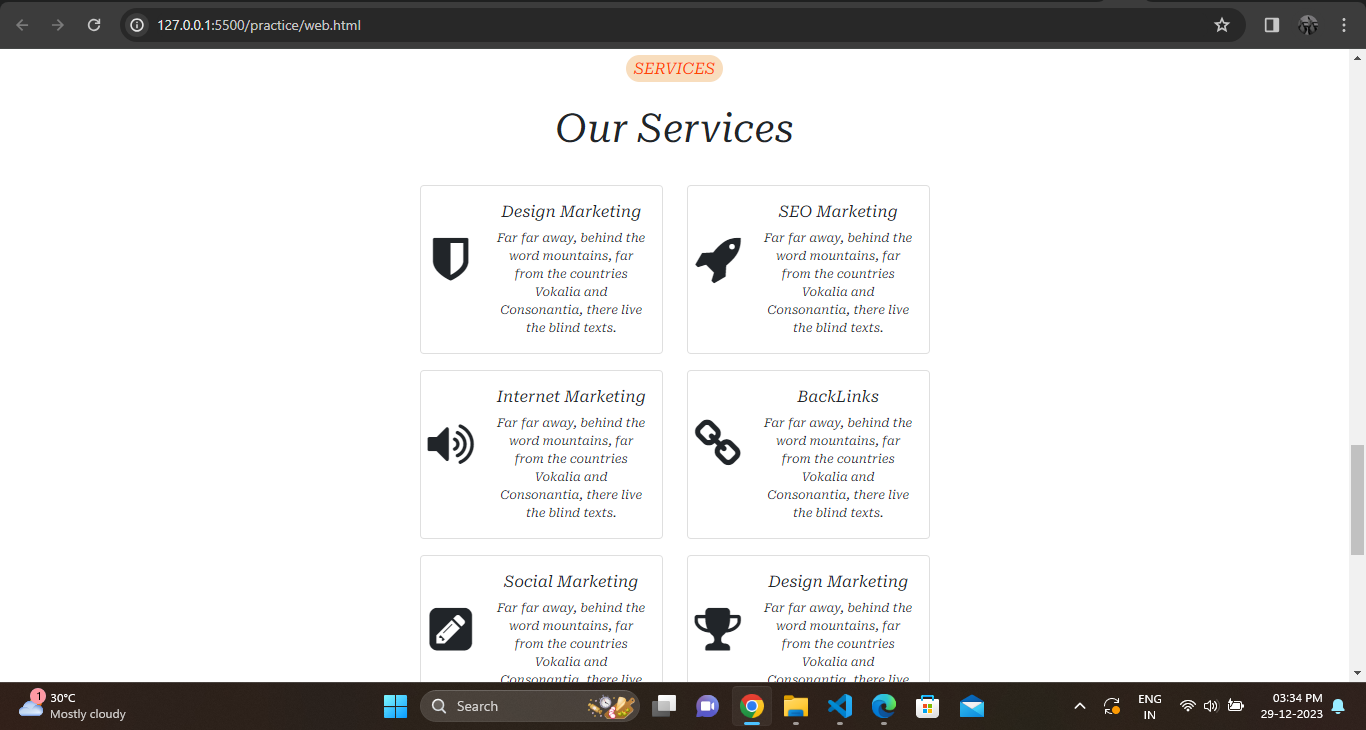 127.0.0.1:5500/practice/web.html
SERVICES
Our Services
Design Marketing
Far far away, behind the
word mountains, far
from the countries
Vokalia and
Consonantia, there live
the blind texts.
SEO Marketing
Far far away, behind the
word mountains, far
from the countries
Vokalia and
Consonantia, there live
the blind texts.
Internet Marketing
Far far away, behind the
word mountains, far
from the countries
Vokalia and
Consonantia, there live
the blind texts.
BackLinks
Far far away, behind the
word mountains, far
from the countries
Vokalia and
Consonantia, there live
the blind texts.
Social Marketing
Far far away, behind the
word mountains, far
from the countries
Vokalia and
Consonantia, there live
Design Marketing
Far far away, behind the
word mountains, far
from the countries
Vokalia and
Consonantia, there live
1
30°C
Mostly cloudy
Search
ENG
IN
03:34 PM
29-12-2023